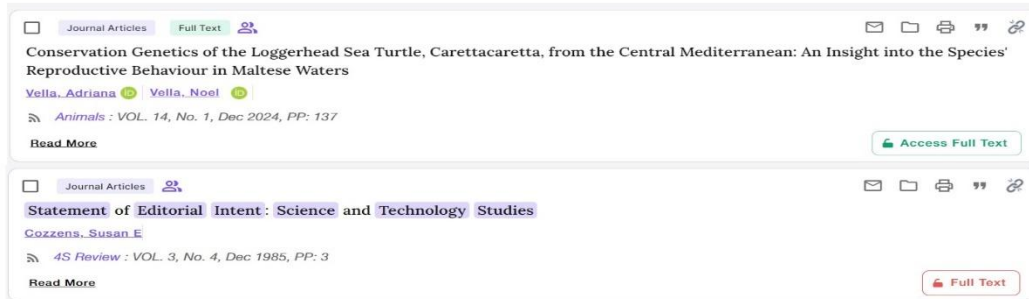 Journal Articles Full Text
Conservation Genetics of the Loggerhead Sea Turtle, Carettacaretta, from the Central Mediterranean: An Insight into the Species'
Reproductive Behaviour in Maltese Waters
Vella, Adriana iD Vella, Noel iD
Animals : VOL. 14, No. 1, Dec 2024, PP: 137
Read More Access Full Text
Journal Articles
Statement of Editorial Intent: Science and Technology Studies
Cozzens, Susan E
4S Review : VOL. 3, No. 4, Dec 1985, PP: 3
Read More Full Text